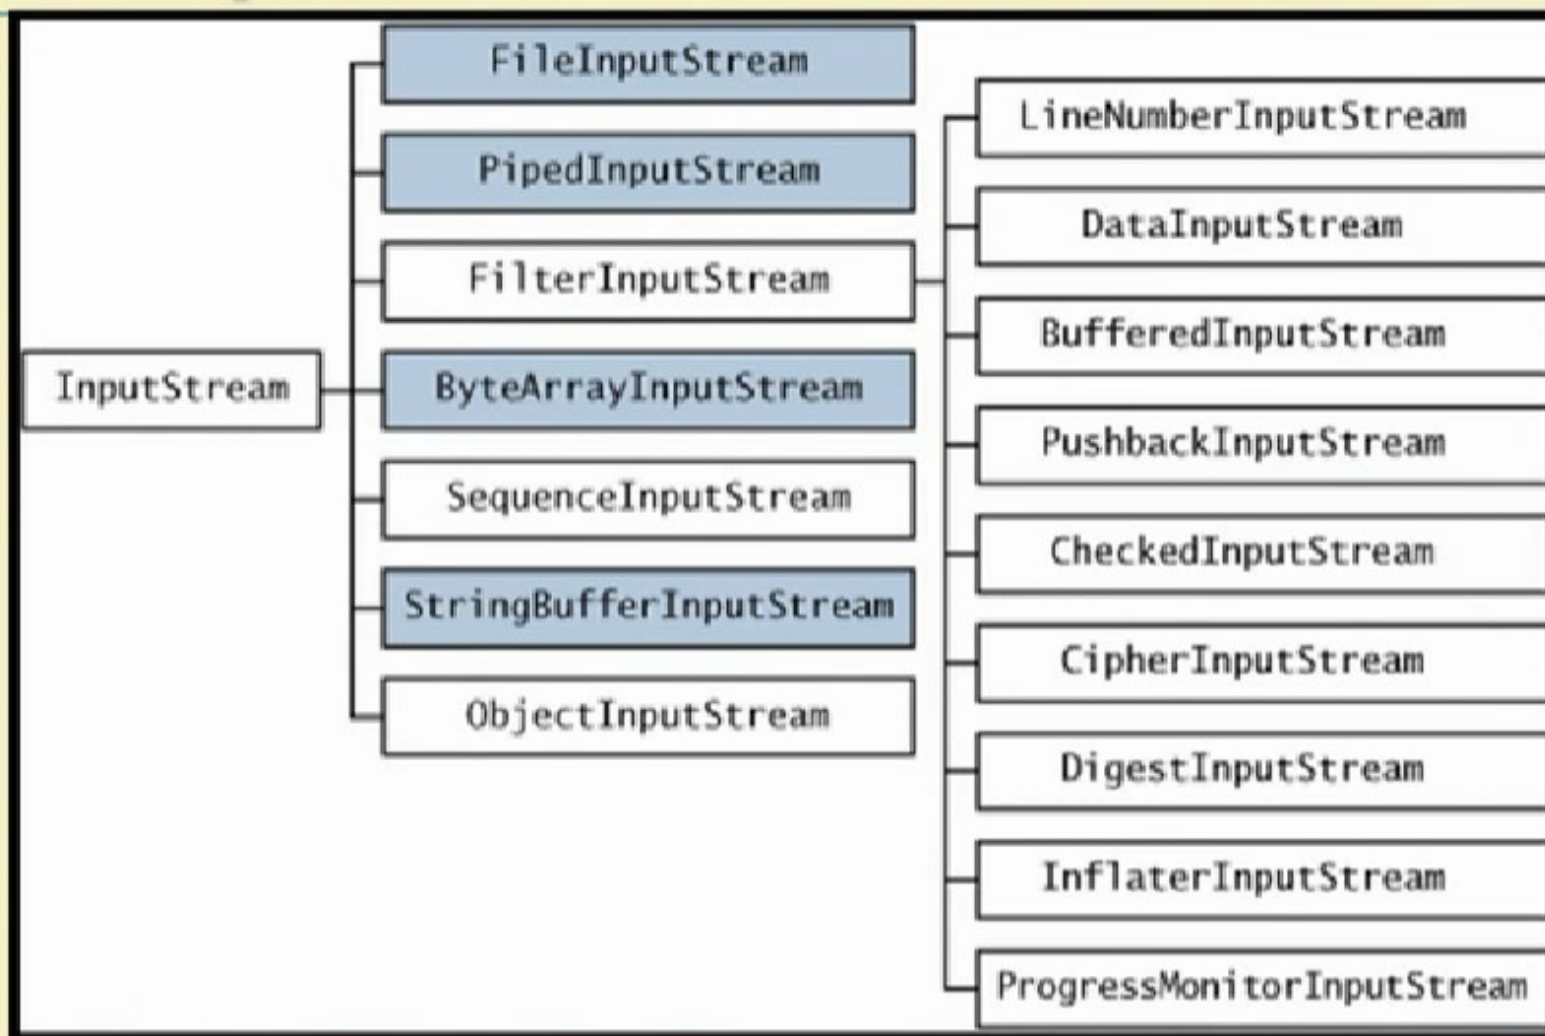 InputStream
FileInputStream
PipedInputStream
FilterInputStream
ByteArrayInputStream
SequenceInputStream
StringBufferInputStream
ObjectInputStream
LineNumberInputStream
DataInputStream
BufferedInputStream
PushbackInputStream
CheckedInputStream
CipherInputStream
DigestInputStream
InflaterInputStream
ProgressMonitorInputStream